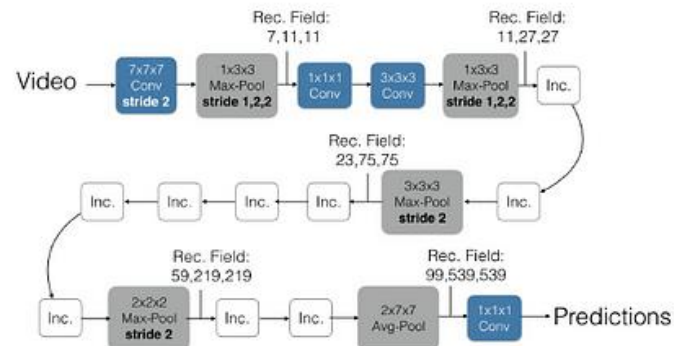 Rec. Field:
7,11,11
Rec. Field:
11,27,27
Video
7x7x7
Conv
stride 2
1x3x3
Max-Pool
stride 1,2,2
1x1x1
Conv
3x3x3
Conv
1x3x3
Max-Pool
stride 1,2,2
Inc.
Rec. Field:
23,75,75
Inc.
Inc.
Inc.
Inc.
3x3x3
Max-Pool
stride 2
Inc.
Rec. Field:
59,219,219
Rec. Field:
99,539,539
Inc.
2x2x2
Max-Pool
stride 2
Inc.
Inc.
2x7x7
Avg-Pool
1x1x1
Conv
Predictions